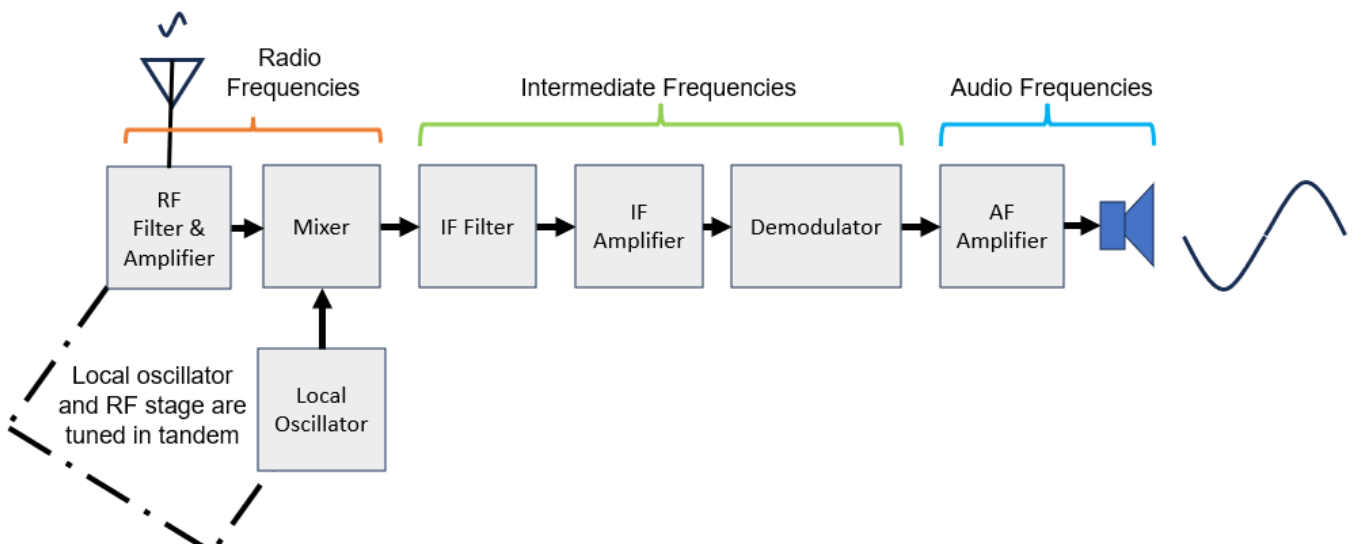 Radio
Frequencies
Intermediate Frequencies
Audio Frequencies
RF
Filter &
Amplifier
Mixer
IF Filter
IF
Amplifier
Demodulator
AF
Amplifier
Local oscillator
and RF stage are
tuned in tandem
Local
Oscillator